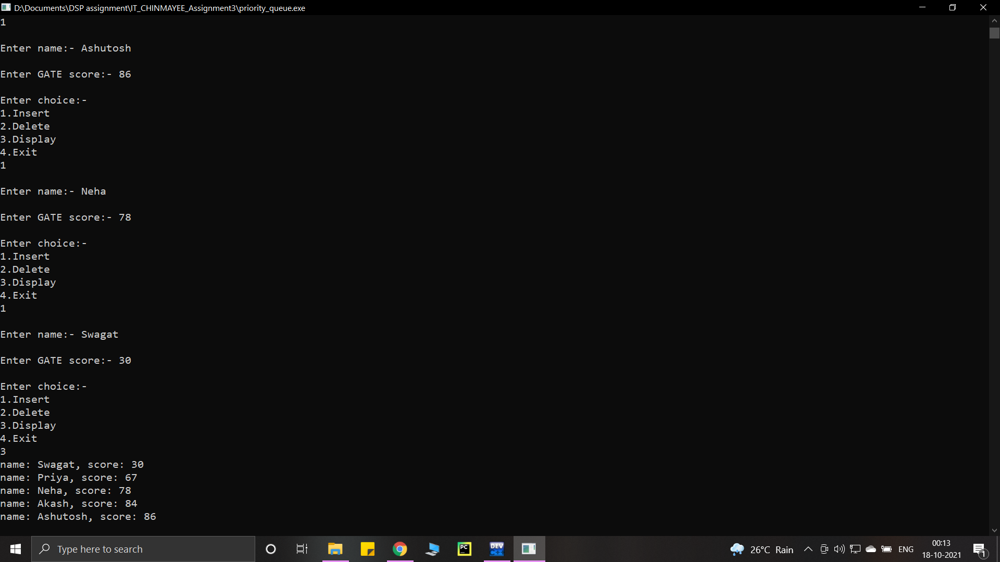 D:\Documents\DSP assignment\IT_CHINMAYEE_Assignment3\priority_queue.exe
1
Enter name:- Ashutosh
Enter GATE score:- 86
Enter choice:-
1.Insert
2.Delete
3.Display
4.Exit
1
Enter name:- Neha
Enter GATE score:- 78
Enter choice:-
1.Insert
2.Delete
3.Display
4.Exit
1
Enter name:- Swagat
Enter GATE score:- 30
Enter choice:-
1.Insert
2.Delete
3.Display
4.Exit
3
name: Swagat, score: 30
name: Priya, score: 67
name: Neha, score: 78
name: Akash, score: 84
name: Ashutosh, score: 86
Type here to search
PC
DEV
C++
26°C Rain
ENG
00:13
18-10-2021
1